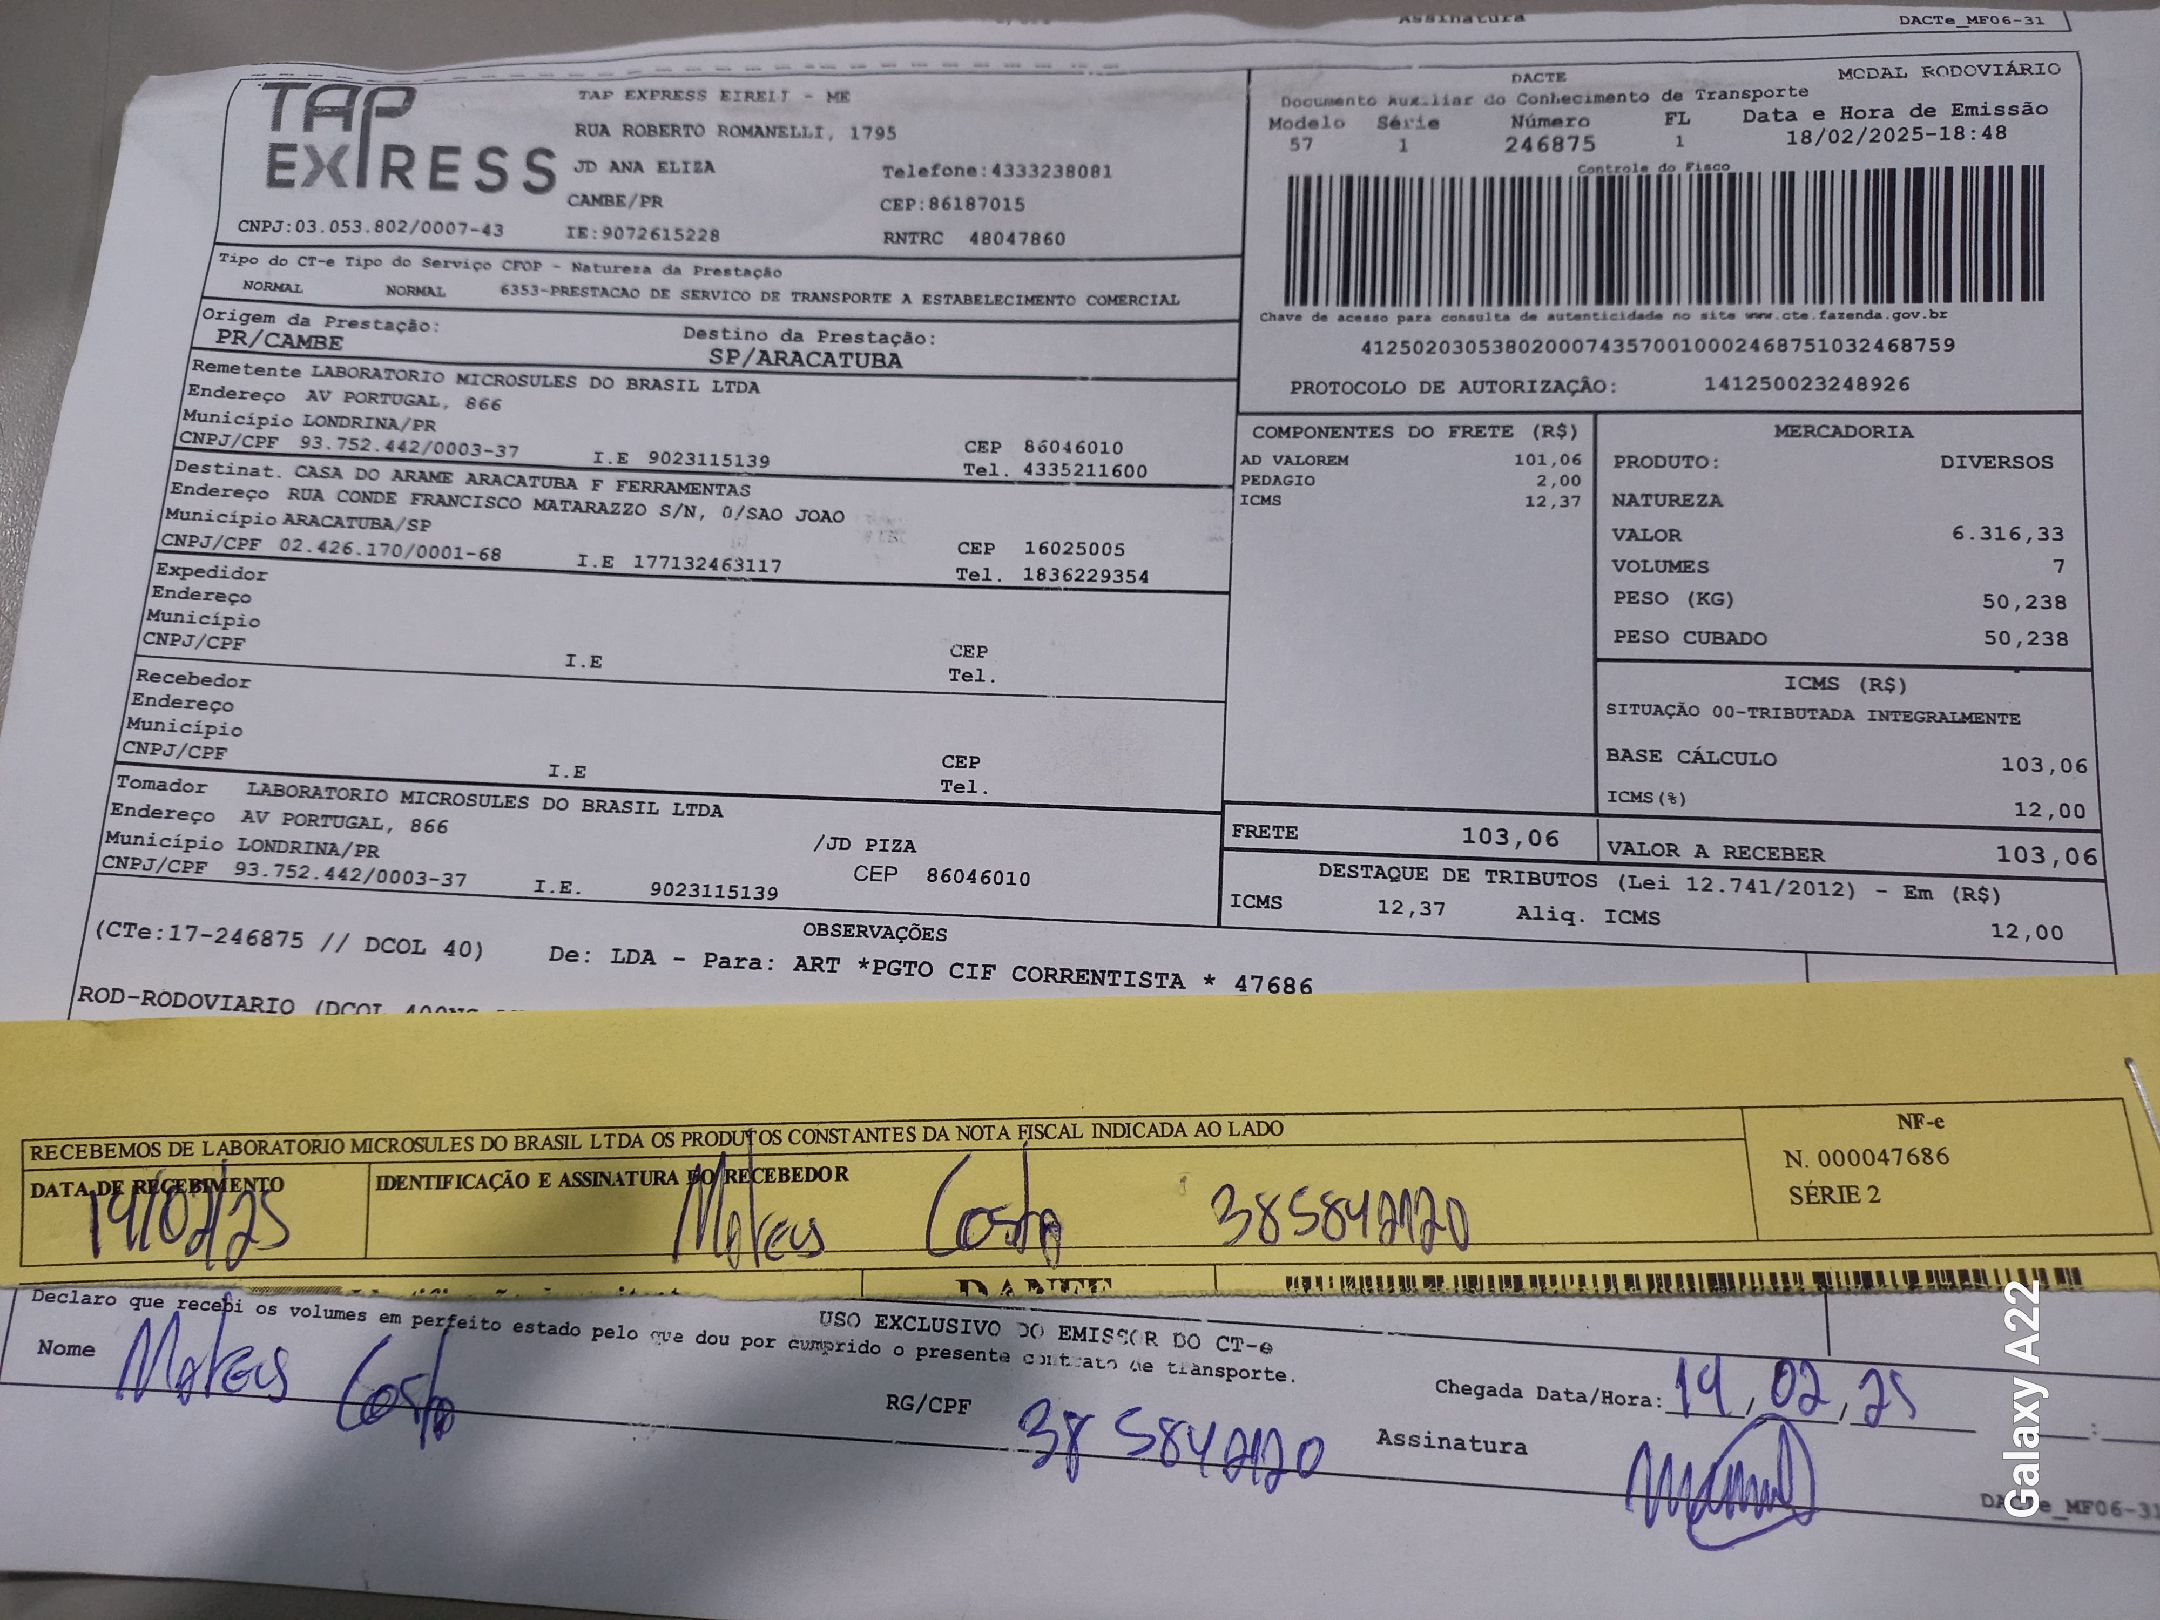 Assinatura
DACTe_MF06-31
TAP EXPRESS
TAP EXPRESS EIRELI - ME
RUA ROBERTO ROMANELLI, 1795
JD ANA ELIZA
Telefone:4333238081
CAMBE/PR
CEP:86187015
CNPJ:03.053.802/0007-43
IE:9072615228
RNTRC 48047860
DACTE
MODAL RODOVIÁRIO
Documento Auxiliar do Conhecimento de Transporte
Modelo Série Número FL Data e Hora de Emissão
57 1 246875 1 18/02/2025-18:48
Controle do Fisco
Chave de acesso para consulta de autenticidade no site www.cte.fazenda.gov.br
41250203053802000743570010002468751032468759
PROTOCOLO DE AUTORIZAÇÃO: 141250023248926
Tipo do CT-e Tipo do Serviço CFOP - Natureza da Prestação
NORMAL NORMAL 6353-PRESTACAO DE SERVICO DE TRANSPORTE A ESTABELECIMENTO COMERCIAL
Origem da Prestação: Destino da Prestação:
PR/CAMBE SP/ARACATUBA
Remetente LABORATORIO MICROSULES DO BRASIL LTDA
Endereço AV PORTUGAL, 866
Município LONDRINA/PR CEP 86046010
CNPJ/CPF 93.752.442/0003-37 I.E 9023115139 Tel. 4335211600
Destinat. CASA DO ARAME ARACATUBA F FERRAMENTAS
Endereço RUA CONDE FRANCISCO MATARAZZO S/N, 0/SAO JOAO
Município ARACATUBA/SP CEP 16025005
CNPJ/CPF 02.426.170/0001-68 I.E 177132463117 Tel. 1836229354
Expedidor
Endereço
Município CEP
CNPJ/CPF I.E Tel.
Recebedor
Endereço
Município CEP
CNPJ/CPF I.E Tel.
Tomador LABORATORIO MICROSULES DO BRASIL LTDA
Endereço AV PORTUGAL, 866 /JD PIZA
Município LONDRINA/PR CEP 86046010
CNPJ/CPF 93.752.442/0003-37 I.E. 9023115139
COMPONENTES DO FRETE (R$)
AD VALOREM 101,06
PEDAGIO 2,00
ICMS 12,37
MERCADORIA
PRODUTO: DIVERSOS
NATUREZA
VALOR 6.316,33
VOLUMES 7
PESO (KG) 50,238
PESO CUBADO 50,238
ICMS (R$)
SITUAÇÃO 00-TRIBUTADA INTEGRALMENTE
BASE CÁLCULO 103,06
ICMS(%) 12,00
FRETE 103,06
VALOR A RECEBER 103,06
DESTAQUE DE TRIBUTOS (Lei 12.741/2012) - Em (R$)
ICMS 12,37 Aliq. ICMS 12,00
OBSERVAÇÕES
(CTe:17-246875 // DCOL 40) De: LDA - Para: ART *PGTO CIF CORRENTISTA * 47686
ROD-RODOVIARIO (DCOL
RECEBEMOS DE LABORATORIO MICROSULES DO BRASIL LTDA OS PRODUTOS CONSTANTES DA NOTA FISCAL INDICADA AO LADO
DATA DE RECEBIMENTO
IDENTIFICAÇÃO E ASSINATURA DO RECEBEDOR
19/02/25 Mateus Costa 385842120
NF-e
N. 000047686
SÉRIE 2
DANFE
USO EXCLUSIVO DO EMISSOR DO CT-e
Declaro que recebi os volumes em perfeito estado pelo que dou por cumprido o presente contrato de transporte.
Nome Mateus Costa RG/CPF 385842120 Chegada Data/Hora: 19,02,25 :
Assinatura
DACTe_MF06-31
Galaxy A22